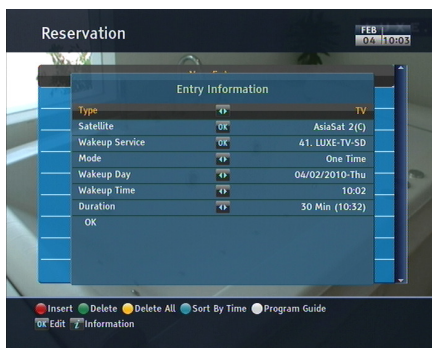 Reservation
FEB
04 10:03
Entry Information
Type TV
Satellite OK AsiaSat 2(C)
Wakeup Service OK 41. LUXE-TV-SD
Mode One Time
Wakeup Day 04/02/2010-Thu
Wakeup Time 10:02
Duration 30 Min (10:32)
OK
Insert Delete Delete All Sort By Time Program Guide
OK Edit i Information